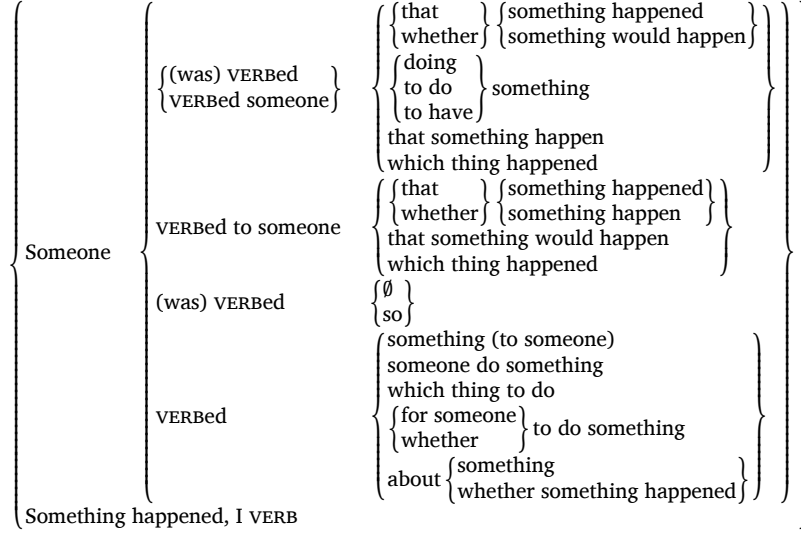 that something happened
whether something would happen
(was) VERBed doing
VERBed someone to do something
to have
that something happen
which thing happened
that something happened
whether something happen
VERBed to someone
that something would happen
which thing happened
Someone
(was) VERBed ∅
so
something (to someone)
someone do something
which thing to do
VERBed for someone to do something
whether
about something
whether something happened
Something happened, I VERB